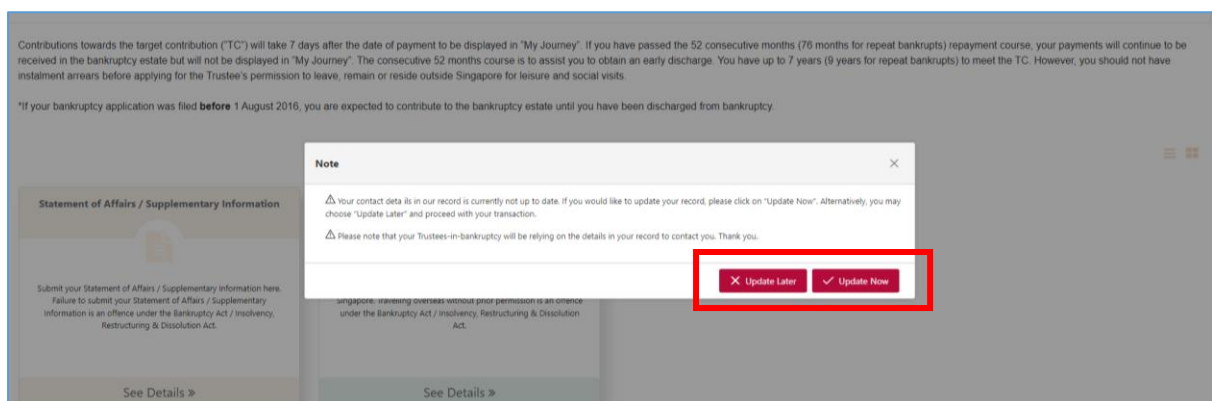 Contributions towards the target contribution ("TC") will take 7 days after the date of payment to be displayed in "My Journey". If you have passed the 52 consecutive months (76 months for repeat bankrupts) repayment course, your payments will continue to be
received in the bankruptcy estate but will not be displayed in "My Journey". The consecutive 52 months course is to assist you to obtain an early discharge. You have up to 7 years (9 years for repeat bankrupts) to meet the TC. However, you should not have
instalment arrears before applying for the Trustee's permission to leave, remain or reside outside Singapore for leisure and social visits.
*If your bankruptcy application was filed before 1 August 2016, you are expected to contribute to the bankruptcy estate until you have been discharged from bankruptcy.
Note
Your contact deta ils in our record is currently not up to date. If you would like to update your record, please click on "Update Now". Alternatively, you may
choose "Update Later" and proceed with your transaction.
Please note that your Trustees-in-bankruptcy will be relying on the details in your record to contact you. Thank you.
Update Later
Update Now
Statement of Affairs / Supplementary Information
Submit your Statement of Affairs / Supplementary Information here.
Failure to submit your Statement of Affairs / Supplementary
Information is an offence under the Bankruptcy Act / Insolvency,
Restructuring & Dissolution Act.
See Details »
Singapore. Travelling overseas without prior permission is an offence
under the Bankruptcy Act / Insolvency, Restructuring & Dissolution
Act.
See Details »